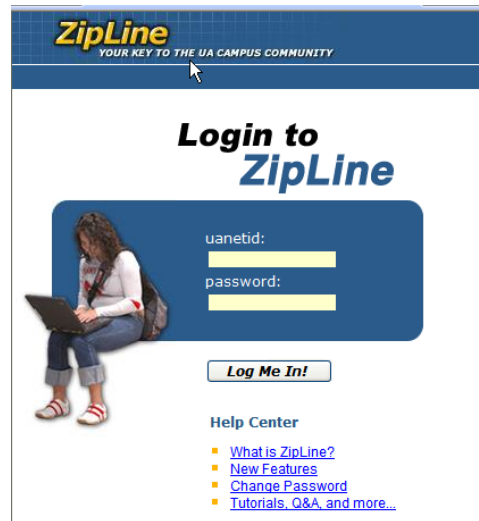 ZipLine
YOUR KEY TO THE UA CAMPUS COMMUNITY
Login to
ZipLine
uanetid:
password:
Log Me In!
Help Center
What is ZipLine?
New Features
Change Password
Tutorials, Q&A, and more...